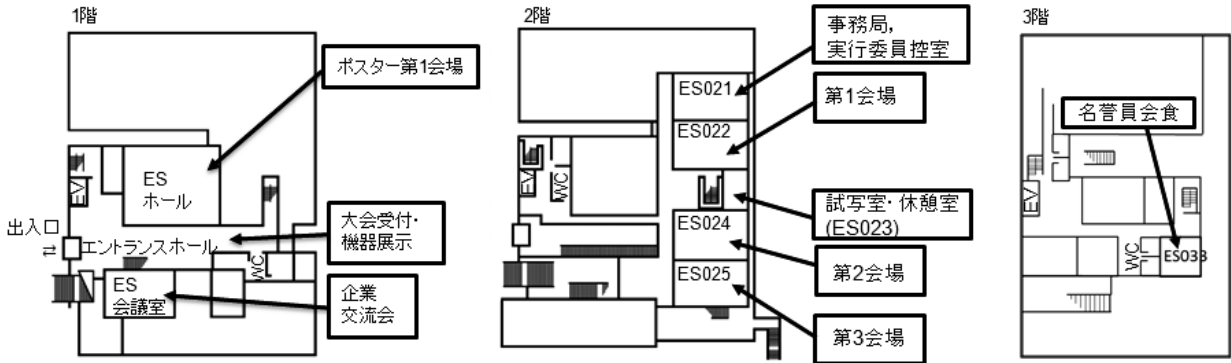 1階
ポスター第1会場
ES
ホール
EV
出入口
⇄
エントランスホール
大会受付・
機器展示
WC
ES
会議室
企業
交流会
2階
事務局,
実行委員控室
ES021
第1会場
ES022
EV
WC
試写室・休憩室
(ES023)
ES024
第2会場
ES025
第3会場
3階
名誉員会食
EV
WC
ES033